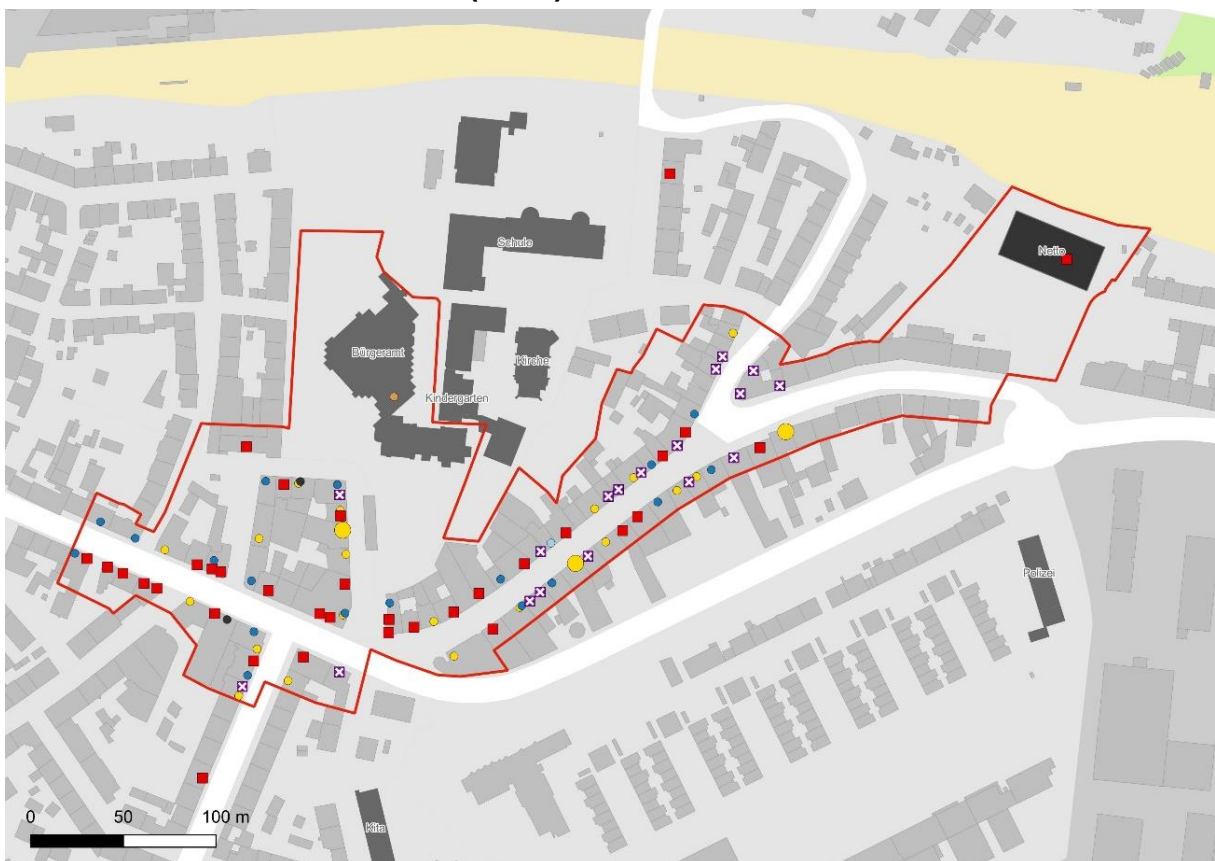 Schule
Netto
Bürgeramt
Kirche
Kindergarten
Polizei
Kita
0 50 100 m